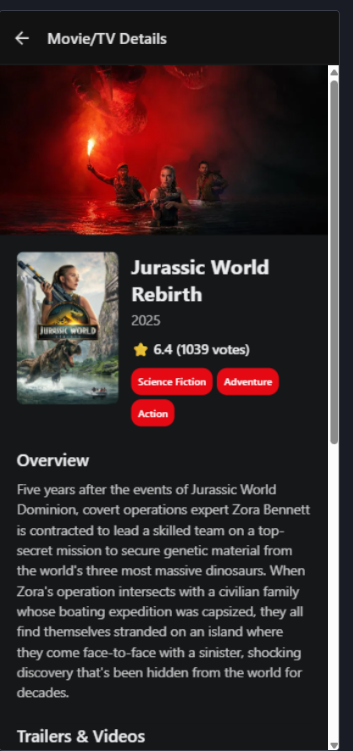 Movie/TV Details
JURASSIC WORLD
Jurassic World
Rebirth
2025
6.4 (1039 votes)
Science Fiction
Adventure
Action
Overview
Five years after the events of Jurassic World
Dominion, covert operations expert Zora Bennett
is contracted to lead a skilled team on a top-
secret mission to secure genetic material from
the world's three most massive dinosaurs. When
Zora's operation intersects with a civilian family
whose boating expedition was capsized, they all
find themselves stranded on an island where
they come face-to-face with a sinister, shocking
discovery that's been hidden from the world for
decades.
Trailers & Videos